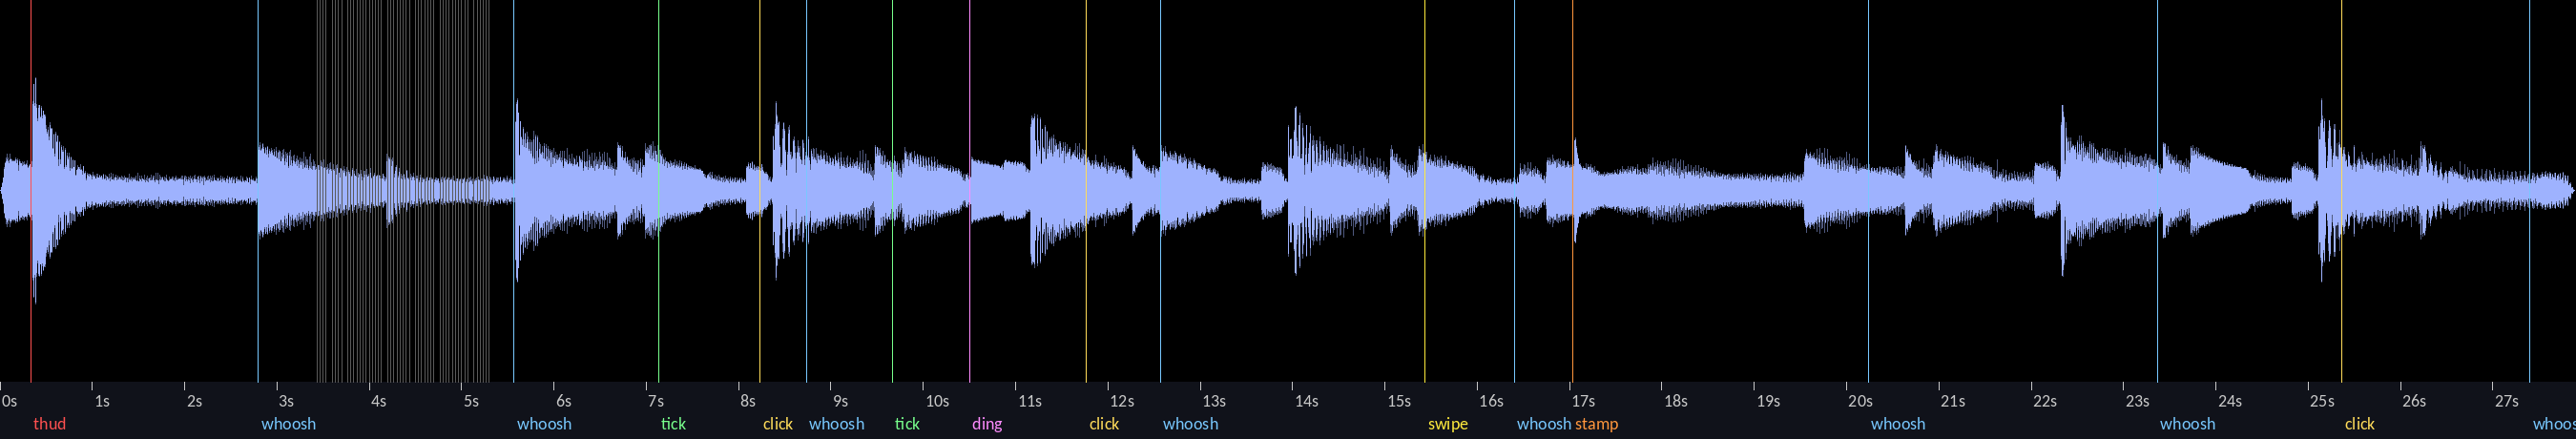 0s 1s 2s 3s 4s 5s 6s 7s 8s 9s 10s 11s 12s 13s 14s 15s 16s 17s 18s 19s 20s 21s 22s 23s 24s 25s 26s 27s
thud whoosh whoosh tick click whoosh tick ding click whoosh swipe whoosh stamp whoosh whoosh click whoos